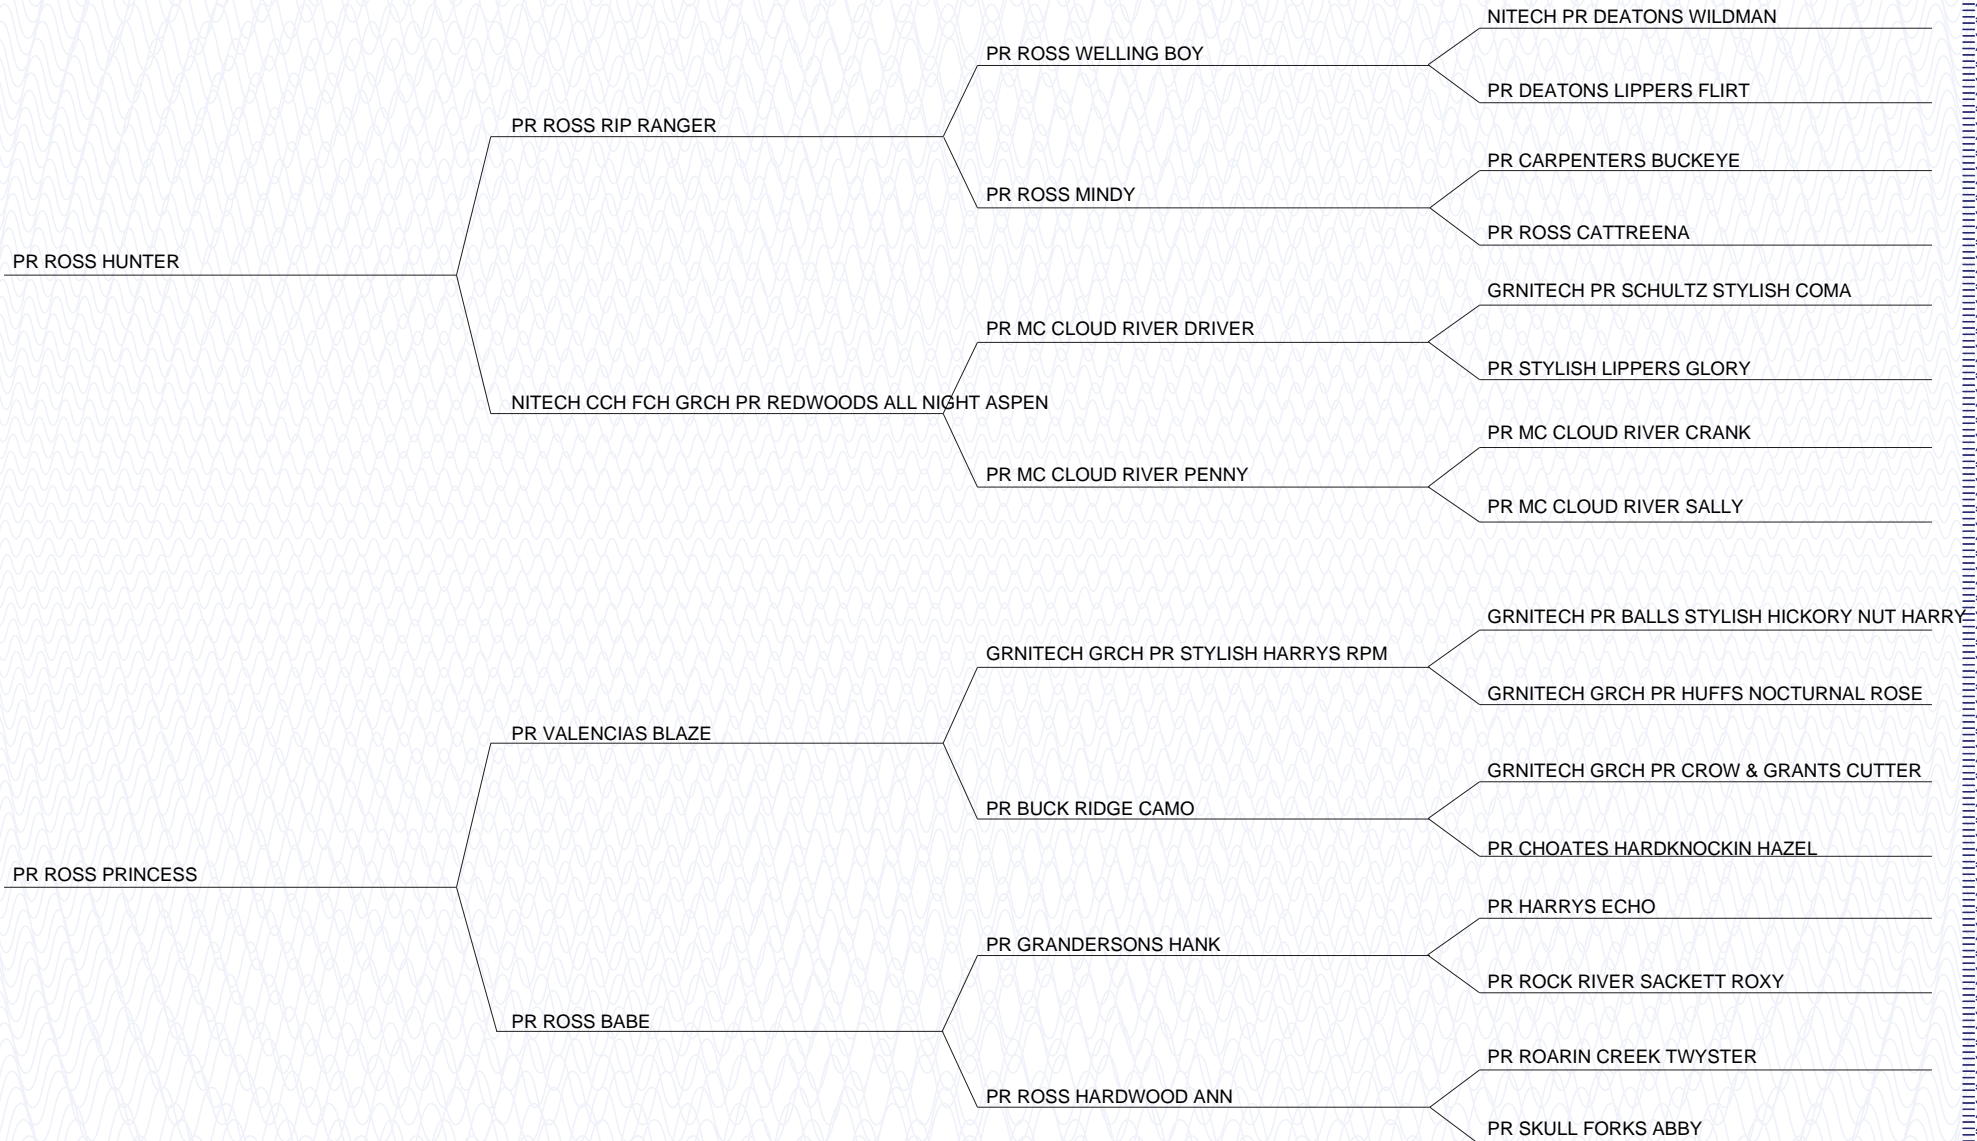 NITECH PR DEATONS WILDMAN
PR ROSS WELLING BOY
PR DEATONS LIPPERS FLIRT
PR ROSS RIP RANGER
PR CARPENTERS BUCKEYE
PR ROSS MINDY
PR ROSS CATTREENA
PR ROSS HUNTER
GRNITECH PR SCHULTZ STYLISH COMA
PR MC CLOUD RIVER DRIVER
PR STYLISH LIPPERS GLORY
NITECH CCH FCH GRCH PR REDWOODS ALL NIGHT ASPEN
PR MC CLOUD RIVER CRANK
PR MC CLOUD RIVER PENNY
PR MC CLOUD RIVER SALLY
GRNITECH PR BALLS STYLISH HICKORY NUT HARRY
GRNITECH GRCH PR STYLISH HARRYS RPM
GRNITECH GRCH PR HUFFS NOCTURNAL ROSE
PR VALENCIAS BLAZE
GRNITECH GRCH PR CROW & GRANTS CUTTER
PR BUCK RIDGE CAMO
PR CHOATES HARDKNOCKIN HAZEL
PR ROSS PRINCESS
PR HARRYS ECHO
PR GRANDERSONS HANK
PR ROCK RIVER SACKETT ROXY
PR ROSS BABE
PR ROARIN CREEK TWYSTER
PR ROSS HARDWOOD ANN
PR SKULL FORKS ABBY